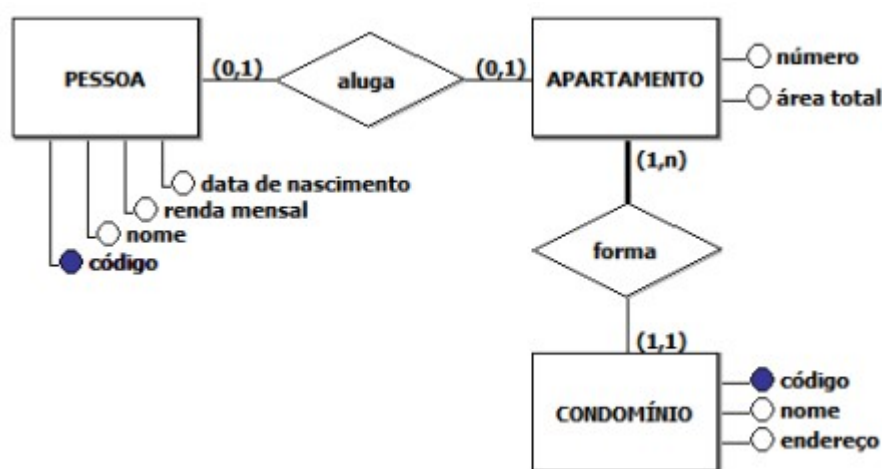 PESSOA
(0,1)
aluga
(0,1)
APARTAMENTO
número
área total
data de nascimento
renda mensal
nome
código
(1,n)
forma
(1,1)
CONDOMÍNIO
código
nome
endereço